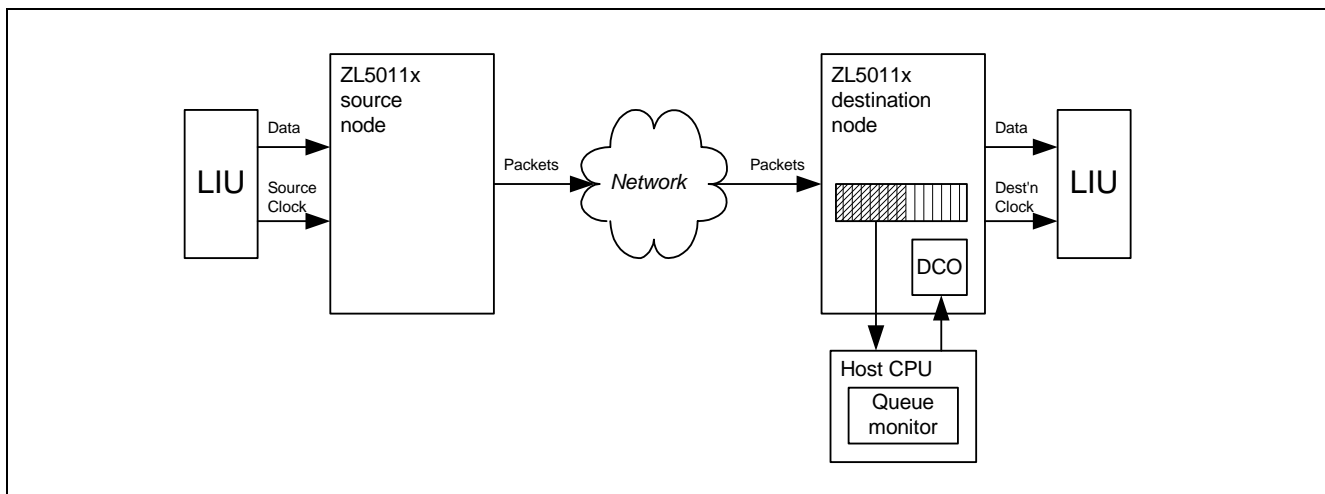 LIU
Data
Source
Clock
ZL5011x
source
node
Packets
Network
Packets
ZL5011x
destination
node
DCO
Data
Dest'n
Clock
LIU
Host CPU
Queue
monitor